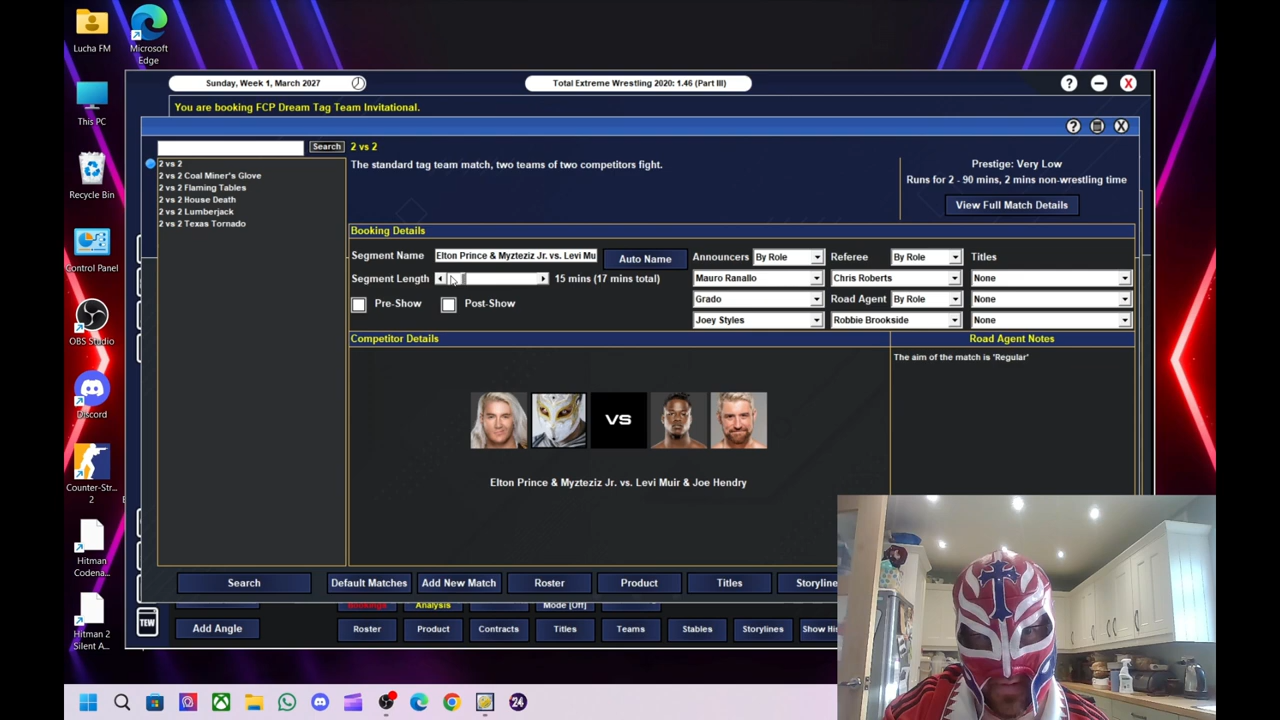 Lucha FM
Microsoft
Edge
This PC
Recycle Bin
Control Panel
OBS Studio
Discord
Counter-Str...
2
Hitman
Codena...
Hitman 2
Silent A...
Sunday, Week 1, March 2027
Total Extreme Wrestling 2020: 1.46 (Part III)
? X
You are booking FCP Dream Tag Team Invitational.
? X
Search
2 vs 2
2 vs 2
2 vs 2 Coal Miner's Glove
2 vs 2 Flaming Tables
2 vs 2 House Death
2 vs 2 Lumberjack
2 vs 2 Texas Tornado
The standard tag team match, two teams of two competitors fight.
Prestige: Very Low
Runs for 2 - 90 mins, 2 mins non-wrestling time
View Full Match Details
Booking Details
Segment Name
Elton Prince & Myzteziz Jr. vs. Levi Mu
Auto Name
Segment Length
15 mins (17 mins total)
Pre-Show
Post-Show
Announcers
By Role
Mauro Ranallo
Grado
Joey Styles
Referee
By Role
Chris Roberts
Road Agent
By Role
Robbie Brookside
Titles
None
None
None
Competitor Details
VS
Elton Prince & Myzteziz Jr. vs. Levi Muir & Joe Hendry
Road Agent Notes
The aim of the match is 'Regular'
Search
Default Matches
Add New Match
Roster
Product
Titles
Storyline
Bookings
Analysis
Mode [Off]
TEW
Add Angle
Roster
Product
Contracts
Titles
Teams
Stables
Storylines
Show His
24